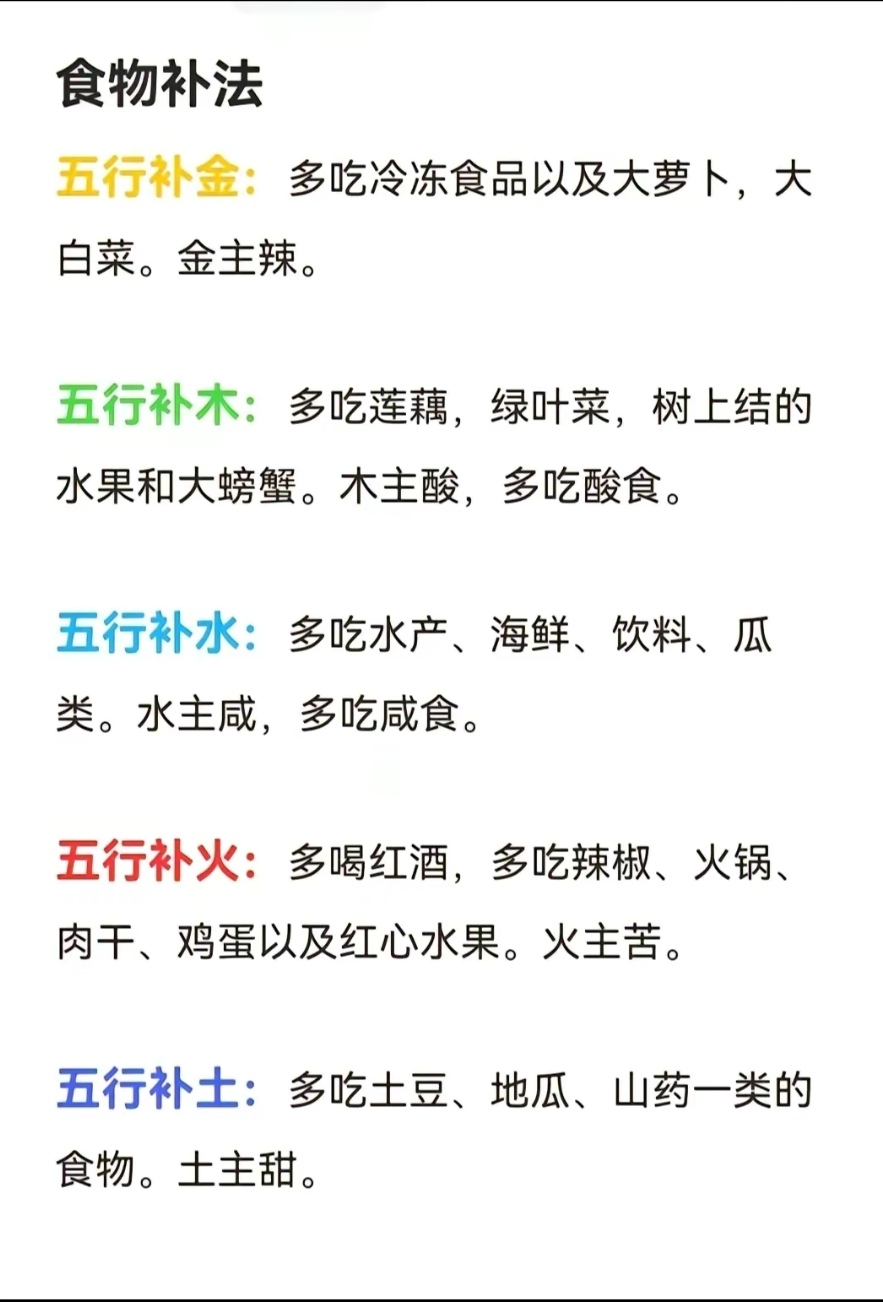 食物补法
五行补金：多吃冷冻食品以及大萝卜，大
白菜。金主辣。
五行补木：多吃莲藕，绿叶菜，树上结的
水果和大螃蟹。木主酸，多吃酸食。
五行补水：多吃水产、海鲜、饮料、瓜
类。水主咸，多吃咸食。
五行补火：多喝红酒，多吃辣椒、火锅、
肉干、鸡蛋以及红心水果。火主苦。
五行补土：多吃土豆、地瓜、山药一类的
食物。土主甜。